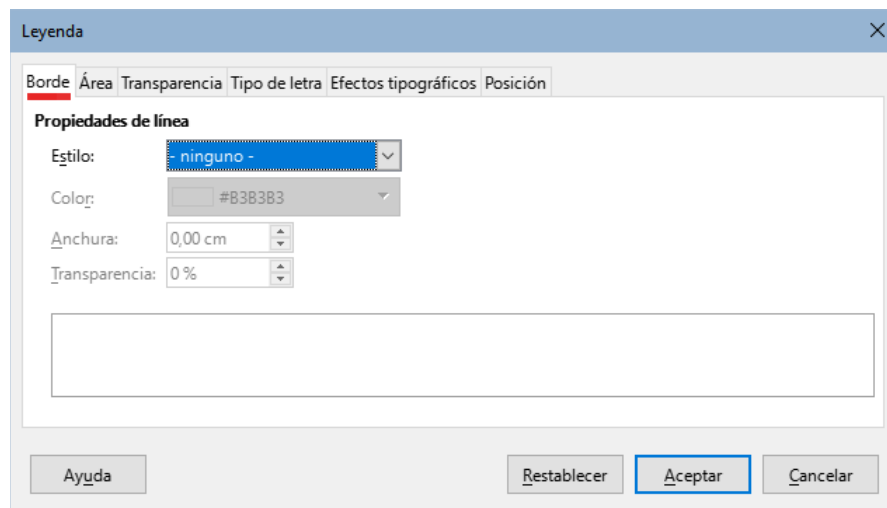 Leyenda
Borde Área Transparencia Tipo de letra Efectos tipográficos Posición
Propiedades de línea
Estilo: - ninguno -
Color: #B3B3B3
Anchura: 0,00 cm
Transparencia: 0 %
Ayuda Restablecer Aceptar Cancelar